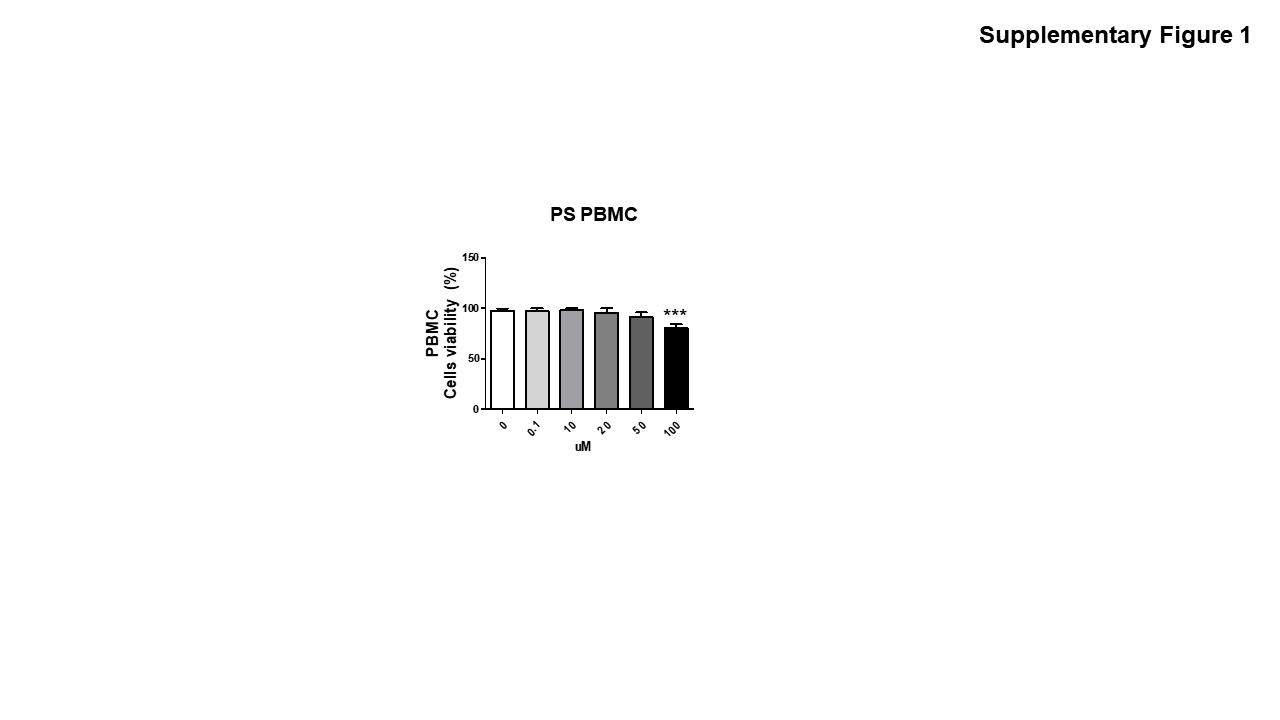 Supplementary Figure 1
PS PBMC
PBMC
Cells viability (%)
150
100
50
0
***
0
0.1
10
20
50
100
uM